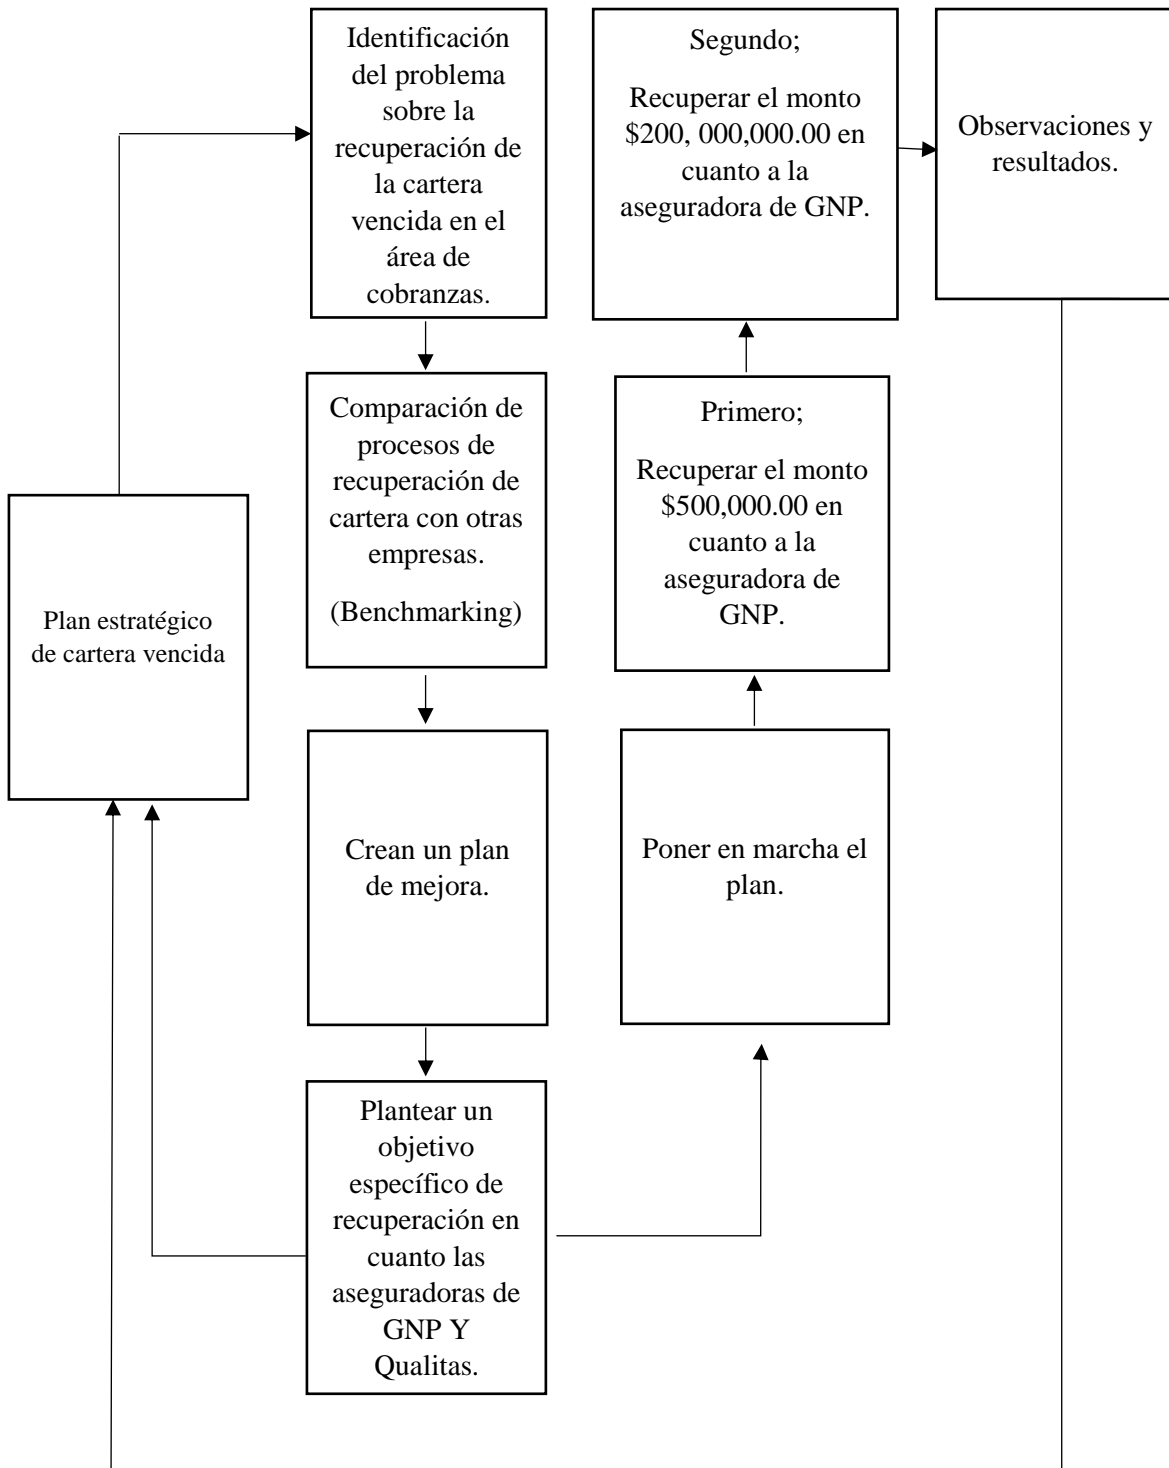 Identificación
del problema
sobre la
recuperación de
la cartera
vencida en el
área de
cobranzas.
Segundo;
Recuperar el monto
$200, 000,000.00 en
cuanto a la
aseguradora de GNP.
Observaciones y
resultados.
Comparación de
procesos de
recuperación de
cartera con otras
empresas.
(Benchmarking)
Primero;
Recuperar el monto
$500,000.00 en
cuanto a la
aseguradora de
GNP.
Plan estratégico
de cartera vencida
Crean un plan
de mejora.
Poner en marcha el
plan.
Plantear un
objetivo
específico de
recuperación en
cuanto las
aseguradoras de
GNP Y
Qualitas.